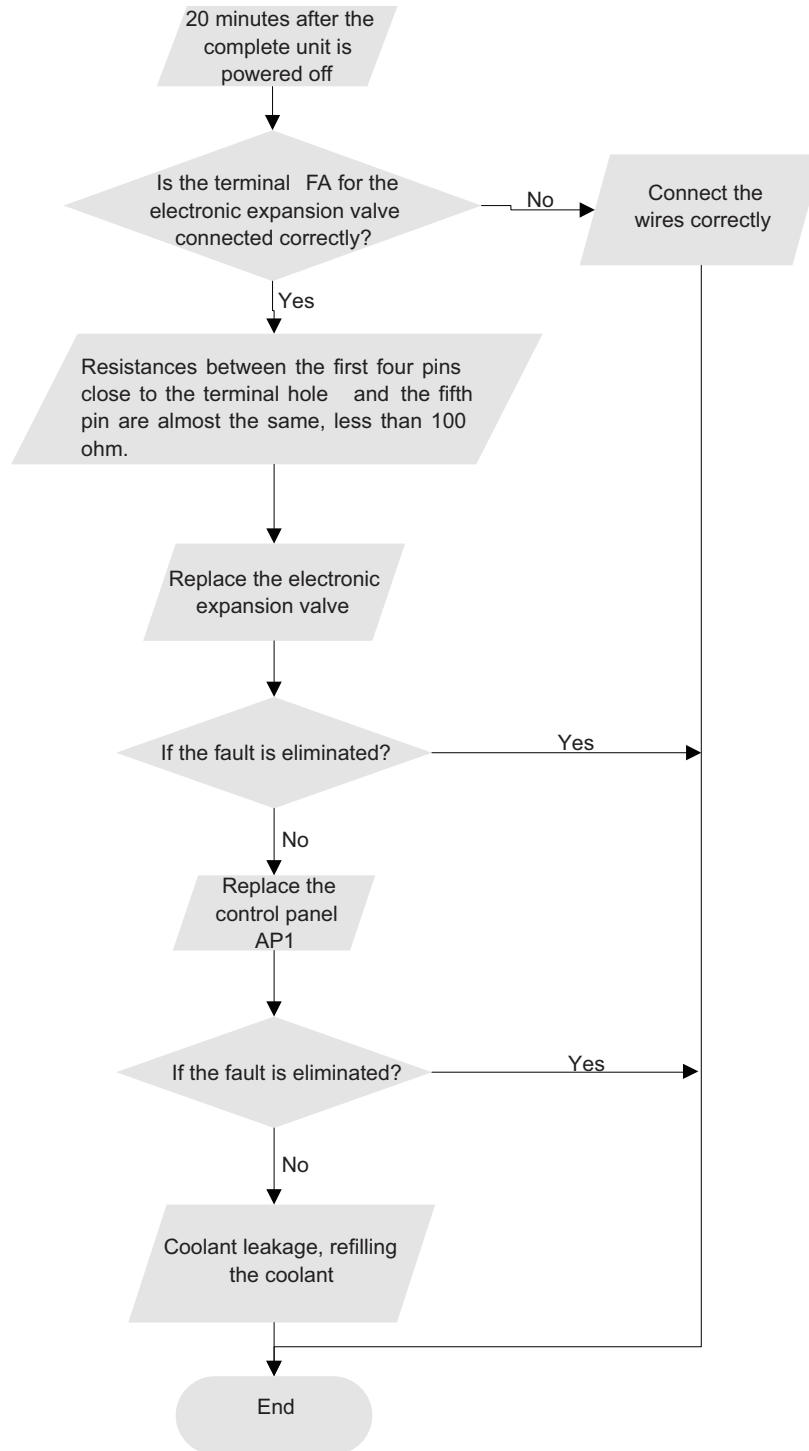 20 minutes after the
complete unit is
powered off
Is the terminal FA for the
electronic expansion valve
connected correctly?
No
Connect the
wires correctly
Yes
Resistances between the first four pins
close to the terminal hole and the fifth
pin are almost the same, less than 100
ohm.
Replace the electronic
expansion valve
If the fault is eliminated?
Yes
No
Replace the
control panel
AP1
If the fault is eliminated?
Yes
No
Coolant leakage, refilling
the coolant
End